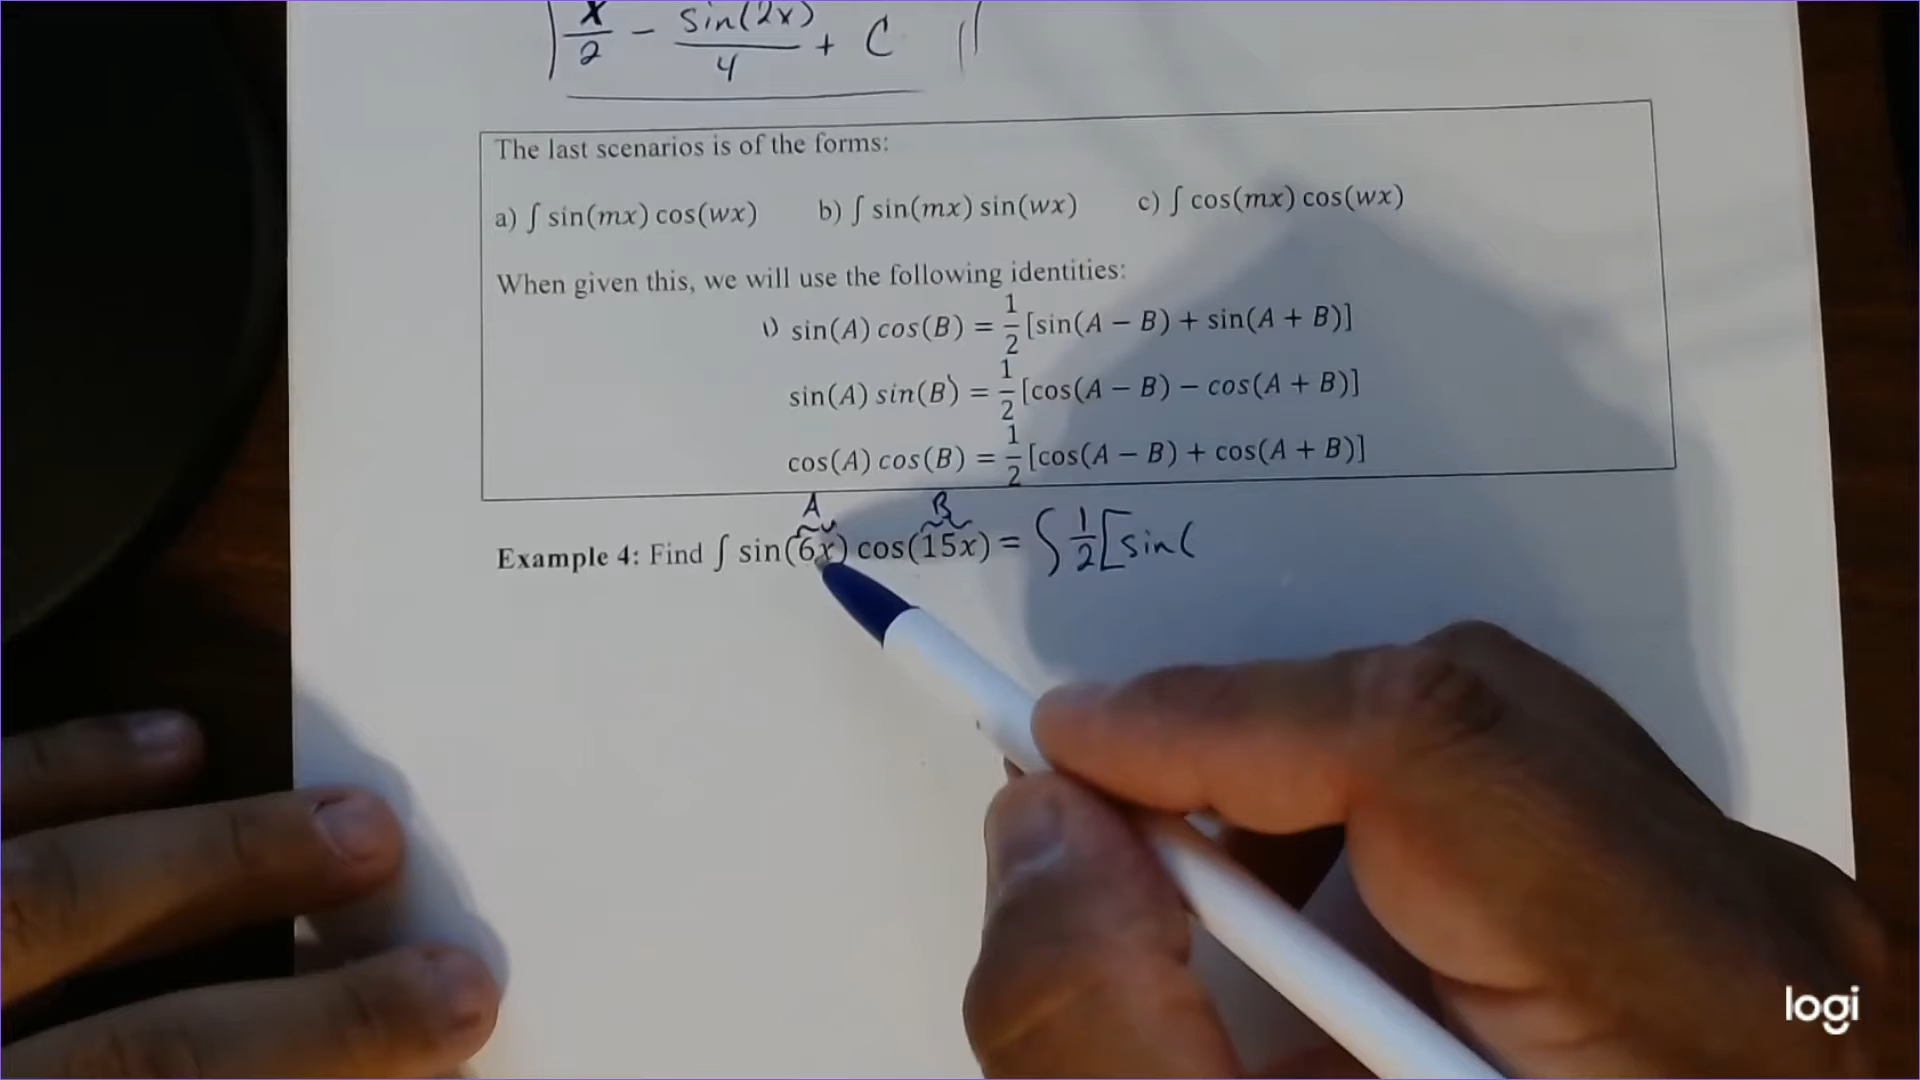 x/2 - sin(2x)/4 + C
The last scenarios is of the forms:
a) ∫ sin(mx) cos(wx) b) ∫ sin(mx) sin(wx) c) ∫ cos(mx) cos(wx)
When given this, we will use the following identities:
1) sin(A) cos(B) = 1/2 [sin(A − B) + sin(A + B)]
sin(A) sin(B) = 1/2 [cos(A − B) − cos(A + B)]
cos(A) cos(B) = 1/2 [cos(A − B) + cos(A + B)]
A B
Example 4: Find ∫ sin(6x) cos(15x) = ∫ 1/2 [sin(
logi